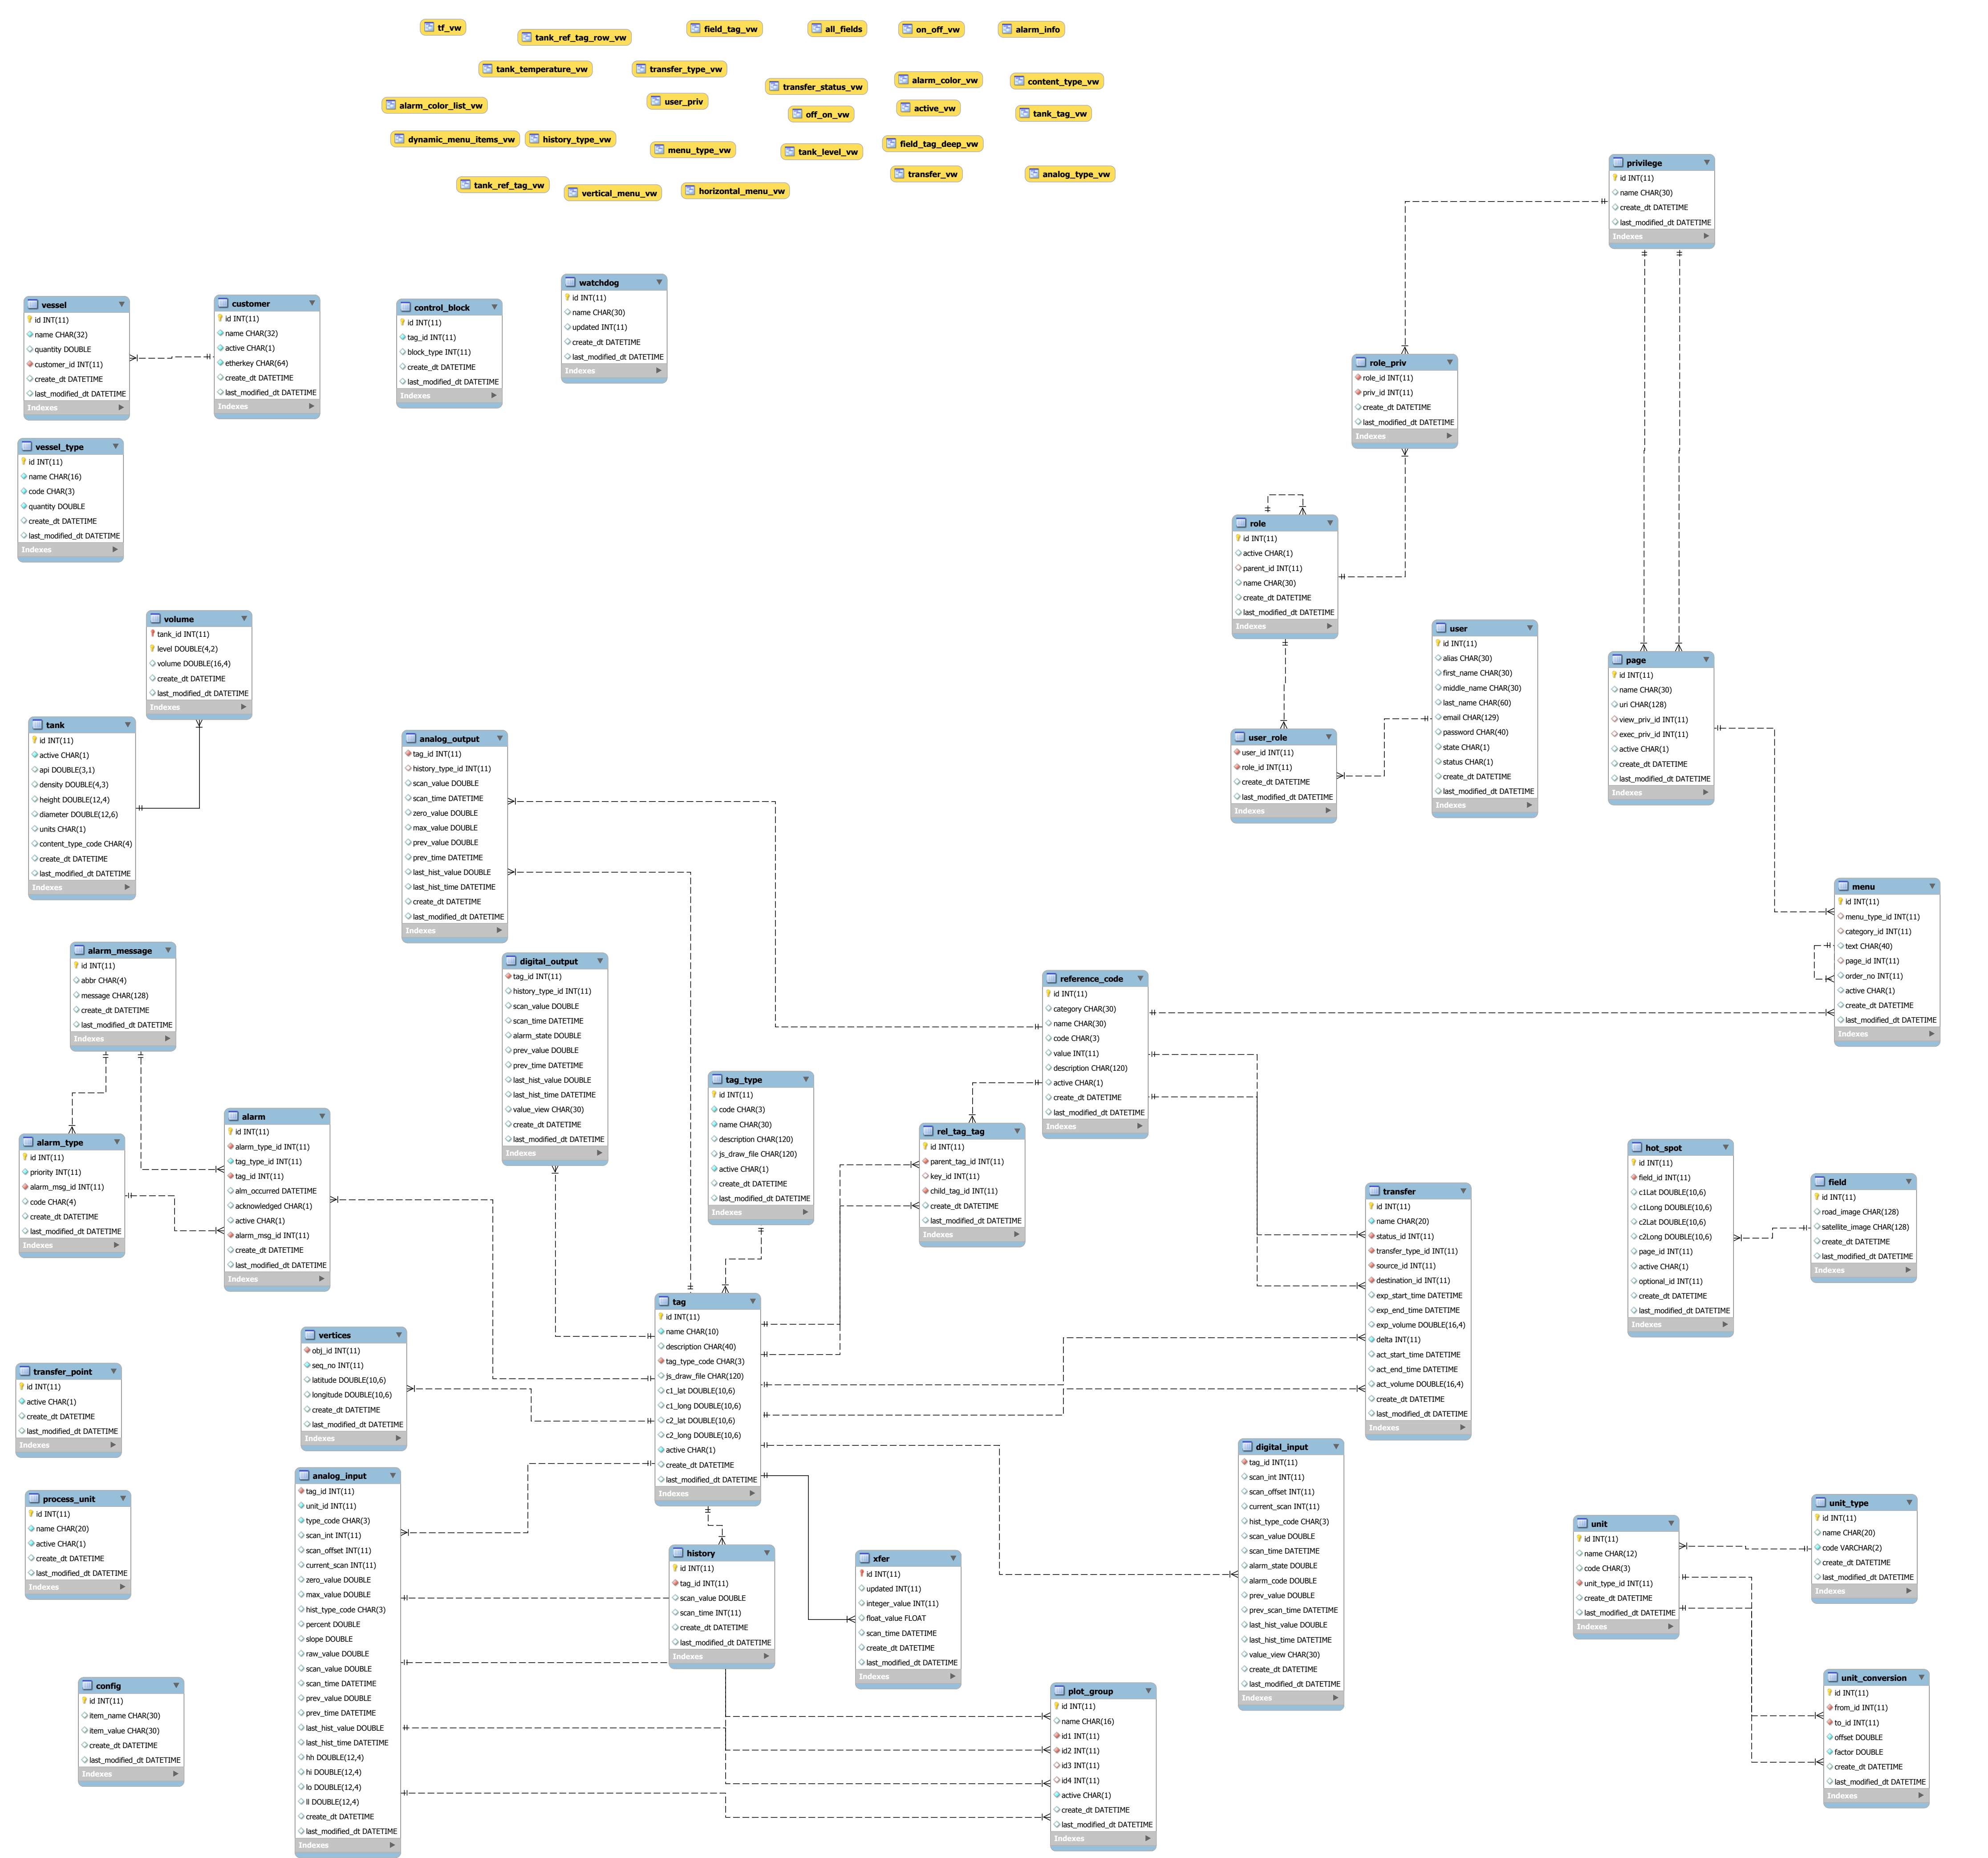 tf_vw
tank_ref_tag_row_vw
field_tag_vw
all_fields
on_off_vw
alarm_info
tank_temperature_vw
transfer_type_vw
transfer_status_vw
alarm_color_vw
content_type_vw
alarm_color_list_vw
user_priv
off_on_vw
active_vw
tank_tag_vw
dynamic_menu_items_vw
history_type_vw
menu_type_vw
tank_level_vw
field_tag_deep_vw
tank_ref_tag_vw
vertical_menu_vw
horizontal_menu_vw
transfer_vw
analog_type_vw
privilege
id INT(11)
name CHAR(30)
create_dt DATETIME
last_modified_dt DATETIME
Indexes
vessel
id INT(11)
name CHAR(32)
quantity DOUBLE
customer_id INT(11)
create_dt DATETIME
last_modified_dt DATETIME
Indexes
customer
id INT(11)
name CHAR(32)
active CHAR(1)
etherkey CHAR(64)
create_dt DATETIME
last_modified_dt DATETIME
Indexes
control_block
id INT(11)
tag_id INT(11)
block_type INT(11)
create_dt DATETIME
last_modified_dt DATETIME
Indexes
watchdog
id INT(11)
name CHAR(30)
updated INT(11)
create_dt DATETIME
last_modified_dt DATETIME
Indexes
role_priv
role_id INT(11)
priv_id INT(11)
create_dt DATETIME
last_modified_dt DATETIME
Indexes
vessel_type
id INT(11)
name CHAR(16)
code CHAR(3)
quantity DOUBLE
create_dt DATETIME
last_modified_dt DATETIME
Indexes
role
id INT(11)
active CHAR(1)
parent_id INT(11)
name CHAR(30)
create_dt DATETIME
last_modified_dt DATETIME
Indexes
volume
tank_id INT(11)
level DOUBLE(4,2)
volume DOUBLE(16,4)
create_dt DATETIME
last_modified_dt DATETIME
Indexes
user
id INT(11)
alias CHAR(30)
first_name CHAR(30)
middle_name CHAR(30)
last_name CHAR(60)
email CHAR(129)
password CHAR(40)
state CHAR(1)
status CHAR(1)
create_dt DATETIME
last_modified_dt DATETIME
Indexes
page
id INT(11)
name CHAR(30)
uri CHAR(128)
view_priv_id INT(11)
exec_priv_id INT(11)
active CHAR(1)
create_dt DATETIME
last_modified_dt DATETIME
Indexes
tank
id INT(11)
active CHAR(1)
api DOUBLE(3,1)
density DOUBLE(4,3)
height DOUBLE(12,4)
diameter DOUBLE(12,6)
units CHAR(1)
content_type_code CHAR(4)
create_dt DATETIME
last_modified_dt DATETIME
Indexes
analog_output
tag_id INT(11)
history_type_id INT(11)
scan_value DOUBLE
scan_time DATETIME
zero_value DOUBLE
max_value DOUBLE
prev_value DOUBLE
prev_time DATETIME
last_hist_value DOUBLE
last_hist_time DATETIME
create_dt DATETIME
last_modified_dt DATETIME
Indexes
user_role
user_id INT(11)
role_id INT(11)
create_dt DATETIME
last_modified_dt DATETIME
Indexes
menu
id INT(11)
menu_type_id INT(11)
category_id INT(11)
text CHAR(40)
page_id INT(11)
order_no INT(11)
active CHAR(1)
create_dt DATETIME
last_modified_dt DATETIME
Indexes
alarm_message
id INT(11)
abbr CHAR(4)
message CHAR(128)
create_dt DATETIME
last_modified_dt DATETIME
digital_output
tag_id INT(11)
history_type_id INT(11)
scan_value DOUBLE
scan_time DATETIME
alarm_state DOUBLE
prev_value DOUBLE
prev_time DATETIME
last_hist_value DOUBLE
last_hist_time DATETIME
value_view CHAR(30)
create_dt DATETIME
last_modified_dt DATETIME
Indexes
reference_code
id INT(11)
category CHAR(30)
name CHAR(30)
code CHAR(3)
value INT(11)
description CHAR(120)
active CHAR(1)
create_dt DATETIME
last_modified_dt DATETIME
Indexes
tag_type
id INT(11)
code CHAR(3)
name CHAR(30)
description CHAR(120)
js_draw_file CHAR(120)
active CHAR(1)
create_dt DATETIME
last_modified_dt DATETIME
Indexes
alarm
id INT(11)
alarm_type_id INT(11)
tag_type_id INT(11)
tag_id INT(11)
alm_occurred DATETIME
acknowledged CHAR(1)
active CHAR(1)
alarm_msg_id INT(11)
create_dt DATETIME
last_modified_dt DATETIME
Indexes
alarm_type
id INT(11)
priority INT(11)
alarm_msg_id INT(11)
code CHAR(4)
create_dt DATETIME
last_modified_dt DATETIME
Indexes
rel_tag_tag
id INT(11)
parent_tag_id INT(11)
key_id INT(11)
child_tag_id INT(11)
create_dt DATETIME
last_modified_dt DATETIME
Indexes
hot_spot
id INT(11)
field_id INT(11)
c1Lat DOUBLE(10,6)
c1Long DOUBLE(10,6)
c2Lat DOUBLE(10,6)
c2Long DOUBLE(10,6)
page_id INT(11)
active CHAR(1)
optional_id INT(11)
create_dt DATETIME
last_modified_dt DATETIME
Indexes
field
id INT(11)
road_image CHAR(128)
satellite_image CHAR(128)
create_dt DATETIME
last_modified_dt DATETIME
Indexes
transfer
id INT(11)
name CHAR(20)
status_id INT(11)
transfer_type_id INT(11)
source_id INT(11)
destination_id INT(11)
exp_start_time DATETIME
exp_end_time DATETIME
exp_volume DOUBLE(16,4)
delta INT(11)
act_start_time DATETIME
act_end_time DATETIME
act_volume DOUBLE(16,4)
create_dt DATETIME
last_modified_dt DATETIME
Indexes
tag
id INT(11)
name CHAR(10)
description CHAR(40)
tag_type_code CHAR(3)
js_draw_file CHAR(120)
c1_lat DOUBLE(10,6)
c1_long DOUBLE(10,6)
c2_lat DOUBLE(10,6)
c2_long DOUBLE(10,6)
active CHAR(1)
create_dt DATETIME
last_modified_dt DATETIME
Indexes
vertices
obj_id INT(11)
seq_no INT(11)
latitude DOUBLE(10,6)
longitude DOUBLE(10,6)
create_dt DATETIME
last_modified_dt DATETIME
transfer_point
id INT(11)
active CHAR(1)
create_dt DATETIME
last_modified_dt DATETIME
Indexes
digital_input
tag_id INT(11)
scan_int INT(11)
scan_offset INT(11)
current_scan INT(11)
hist_type_code CHAR(3)
scan_value DOUBLE
scan_time DATETIME
alarm_state DOUBLE
alarm_code DOUBLE
prev_value DOUBLE
prev_scan_time DATETIME
last_hist_value DOUBLE
last_hist_time DATETIME
value_view CHAR(30)
create_dt DATETIME
last_modified_dt DATETIME
Indexes
analog_input
tag_id INT(11)
unit_id INT(11)
type_code CHAR(3)
scan_int INT(11)
scan_offset INT(11)
current_scan INT(11)
zero_value DOUBLE
max_value DOUBLE
hist_type_code CHAR(3)
percent DOUBLE
slope DOUBLE
raw_value DOUBLE
scan_value DOUBLE
scan_time DATETIME
prev_value DOUBLE
prev_time DATETIME
last_hist_value DOUBLE
last_hist_time DATETIME
hh DOUBLE(12,4)
hi DOUBLE(12,4)
lo DOUBLE(12,4)
ll DOUBLE(12,4)
create_dt DATETIME
last_modified_dt DATETIME
Indexes
process_unit
id INT(11)
name CHAR(20)
active CHAR(1)
create_dt DATETIME
last_modified_dt DATETIME
Indexes
unit_type
id INT(11)
name CHAR(20)
code VARCHAR(2)
create_dt DATETIME
last_modified_dt DATETIME
Indexes
unit
id INT(11)
name CHAR(12)
code CHAR(3)
unit_type_id INT(11)
create_dt DATETIME
last_modified_dt DATETIME
Indexes
history
id INT(11)
tag_id INT(11)
scan_value DOUBLE
scan_time INT(11)
create_dt DATETIME
last_modified_dt DATETIME
Indexes
xfer
id INT(11)
updated INT(11)
integer_value INT(11)
float_value FLOAT
scan_time DATETIME
create_dt DATETIME
last_modified_dt DATETIME
Indexes
unit_conversion
id INT(11)
from_id INT(11)
to_id INT(11)
offset DOUBLE
factor DOUBLE
create_dt DATETIME
last_modified_dt DATETIME
Indexes
config
id INT(11)
item_name CHAR(30)
item_value CHAR(30)
create_dt DATETIME
last_modified_dt DATETIME
Indexes
plot_group
id INT(11)
name CHAR(16)
id1 INT(11)
id2 INT(11)
id3 INT(11)
id4 INT(11)
active CHAR(1)
create_dt DATETIME
last_modified_dt DATETIME
Indexes